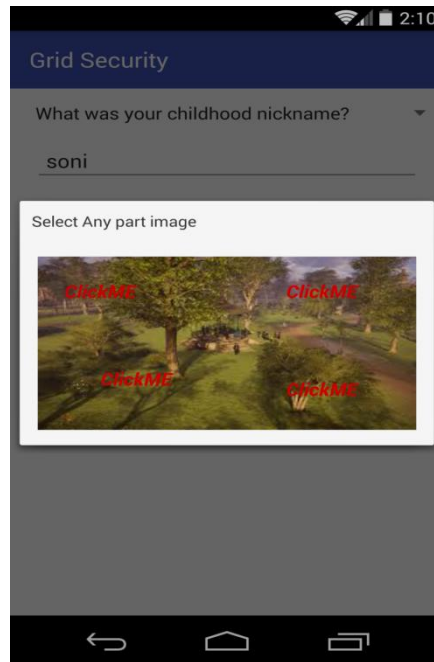 2:10
Grid Security
What was your childhood nickname?
soni
Select Any part image
ClickME ClickME
ClickME ClickME